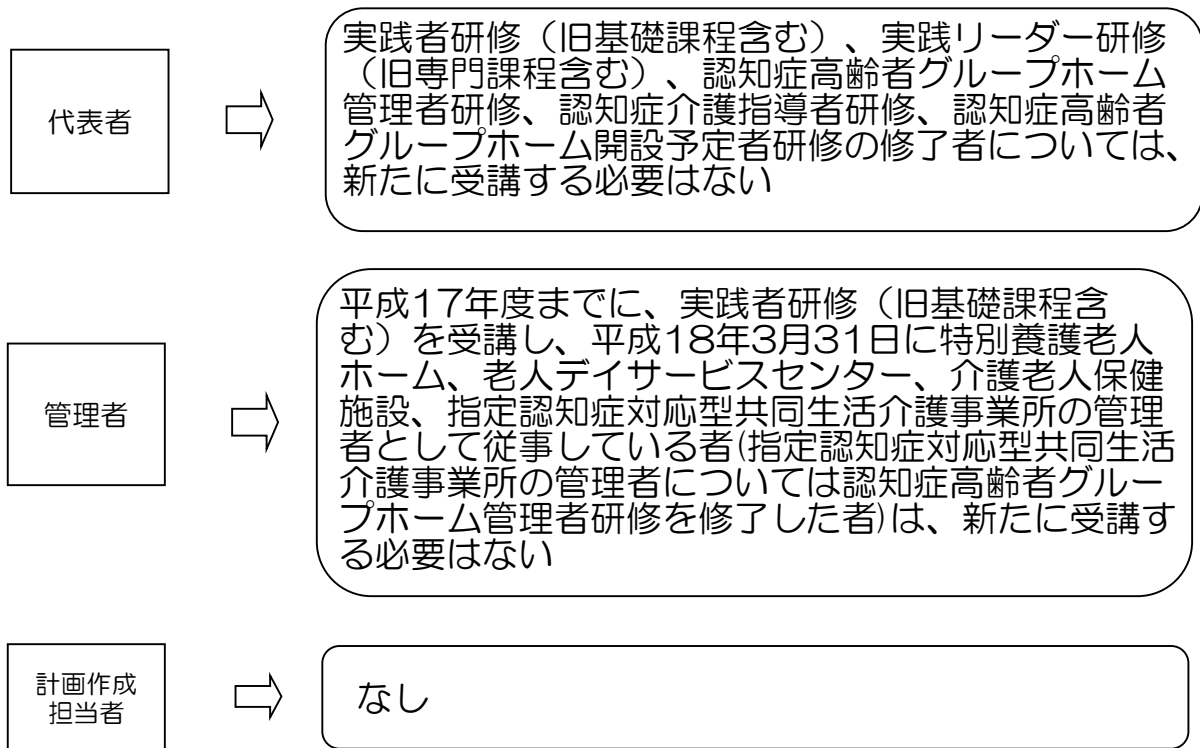 代表者
実践者研修（旧基礎課程含む）、実践リーダー研修
（旧専門課程含む）、認知症高齢者グループホーム
管理者研修、認知症介護指導者研修、認知症高齢者
グループホーム開設予定者研修の修了者については、
新たに受講する必要はない
管理者
平成17年度までに、実践者研修（旧基礎課程含
む）を受講し、平成18年3月31日に特別養護老人
ホーム、老人デイサービスセンター、介護老人保健
施設、指定認知症対応型共同生活介護事業所の管理
者として従事している者(指定認知症対応型共同生活
介護事業所の管理者については認知症高齢者グルー
プホーム管理者研修を修了した者)は、新たに受講す
る必要はない
計画作成
担当者
なし